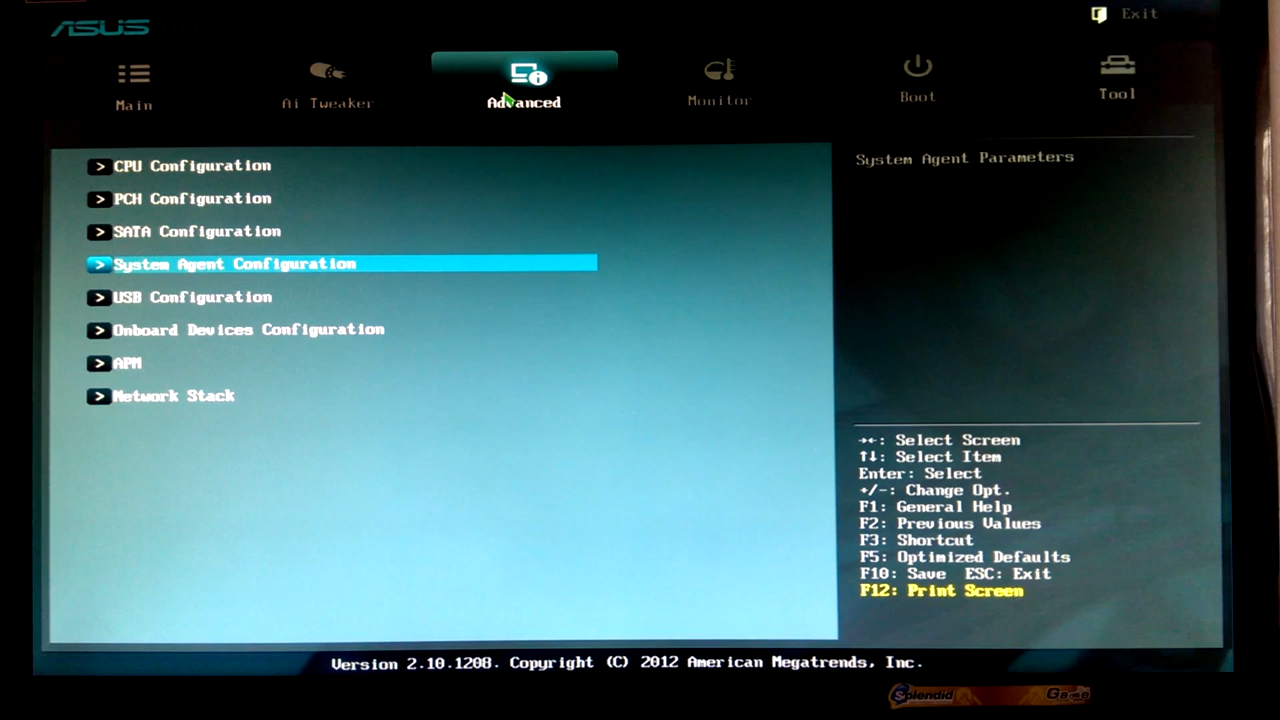 ASUS
Exit
Main
Ai Tweaker
Advanced
Monitor
Boot
Tool
> CPU Configuration
> PCH Configuration
> SATA Configuration
> System Agent Configuration
> USB Configuration
> Onboard Devices Configuration
> APM
> Network Stack
System Agent Parameters
→←: Select Screen
↑↓: Select Item
Enter: Select
+/-: Change Opt.
F1: General Help
F2: Previous Values
F3: Shortcut
F5: Optimized Defaults
F10: Save ESC: Exit
F12: Print Screen
Version 2.10.1208. Copyright (C) 2012 American Megatrends, Inc.
Splendid
Game